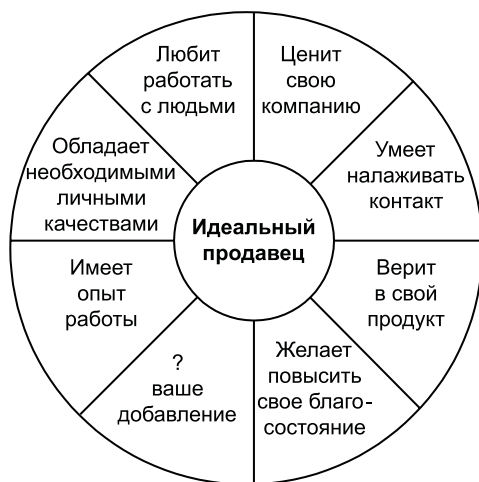 Любит
работать
с людьми
Ценит
свою
компанию
Умеет
налаживать
контакт
Верит
в свой
продукт
Желает
повысить
свое благо-
состояние
?
ваше
добавление
Имеет
опыт
работы
Обладает
необходимыми
личными
качествами
Идеальный
продавец